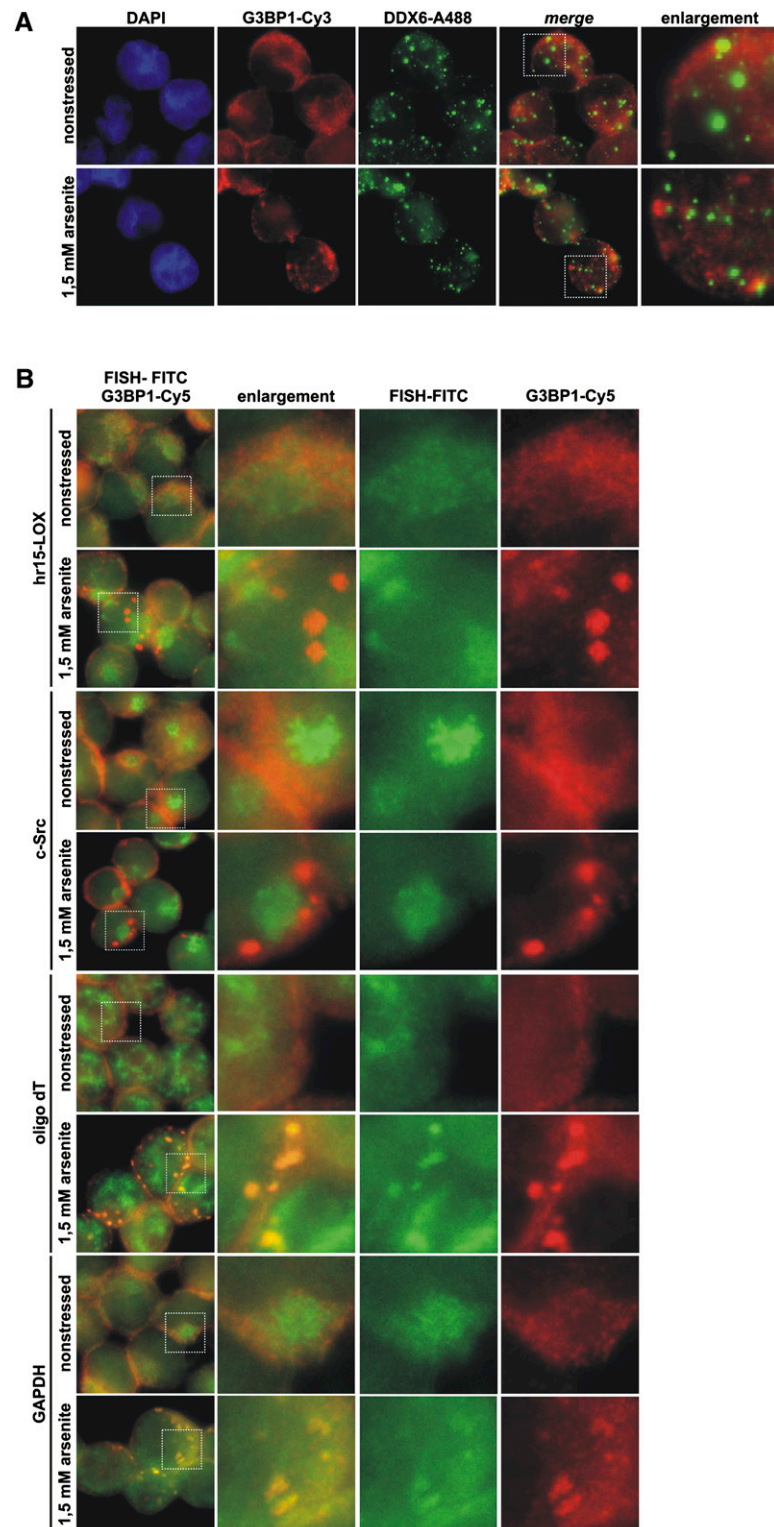 A
DAPI G3BP1-Cy3 DDX6-A488 merge enlargement
nonstressed
1,5 mM arsenite
B
FISH- FITC
G3BP1-Cy5 enlargement FISH-FITC G3BP1-Cy5
hr15-LOX
nonstressed
1,5 mM arsenite
c-Src
nonstressed
1,5 mM arsenite
oligo dT
nonstressed
1,5 mM arsenite
GAPDH
nonstressed
1,5 mM arsenite